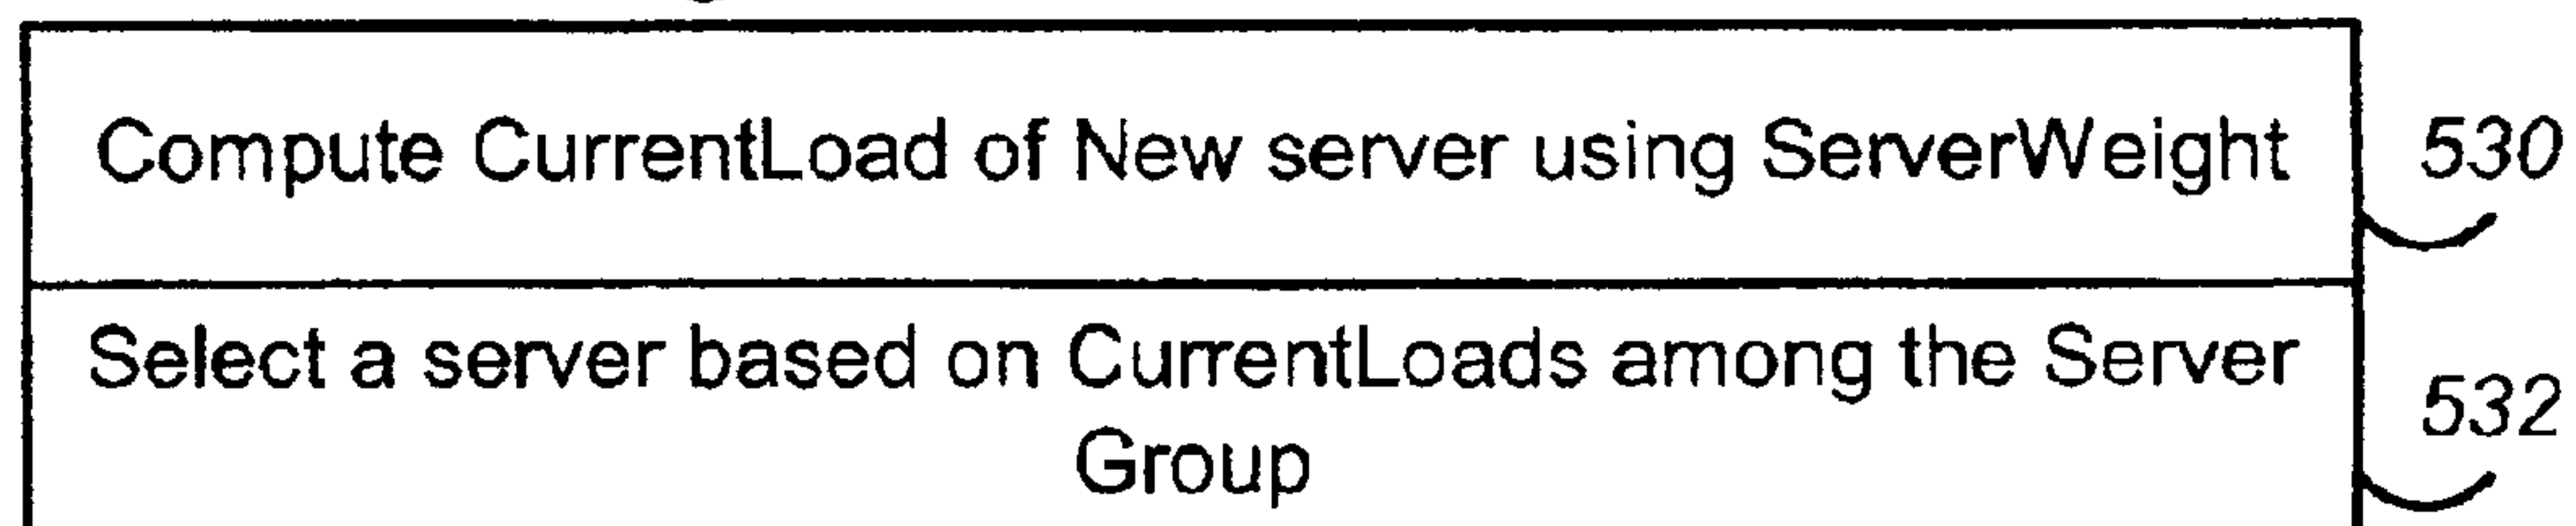 Compute CurrentLoad of New server using ServerWeight
530
Select a server based on CurrentLoads among the Server
Group
532